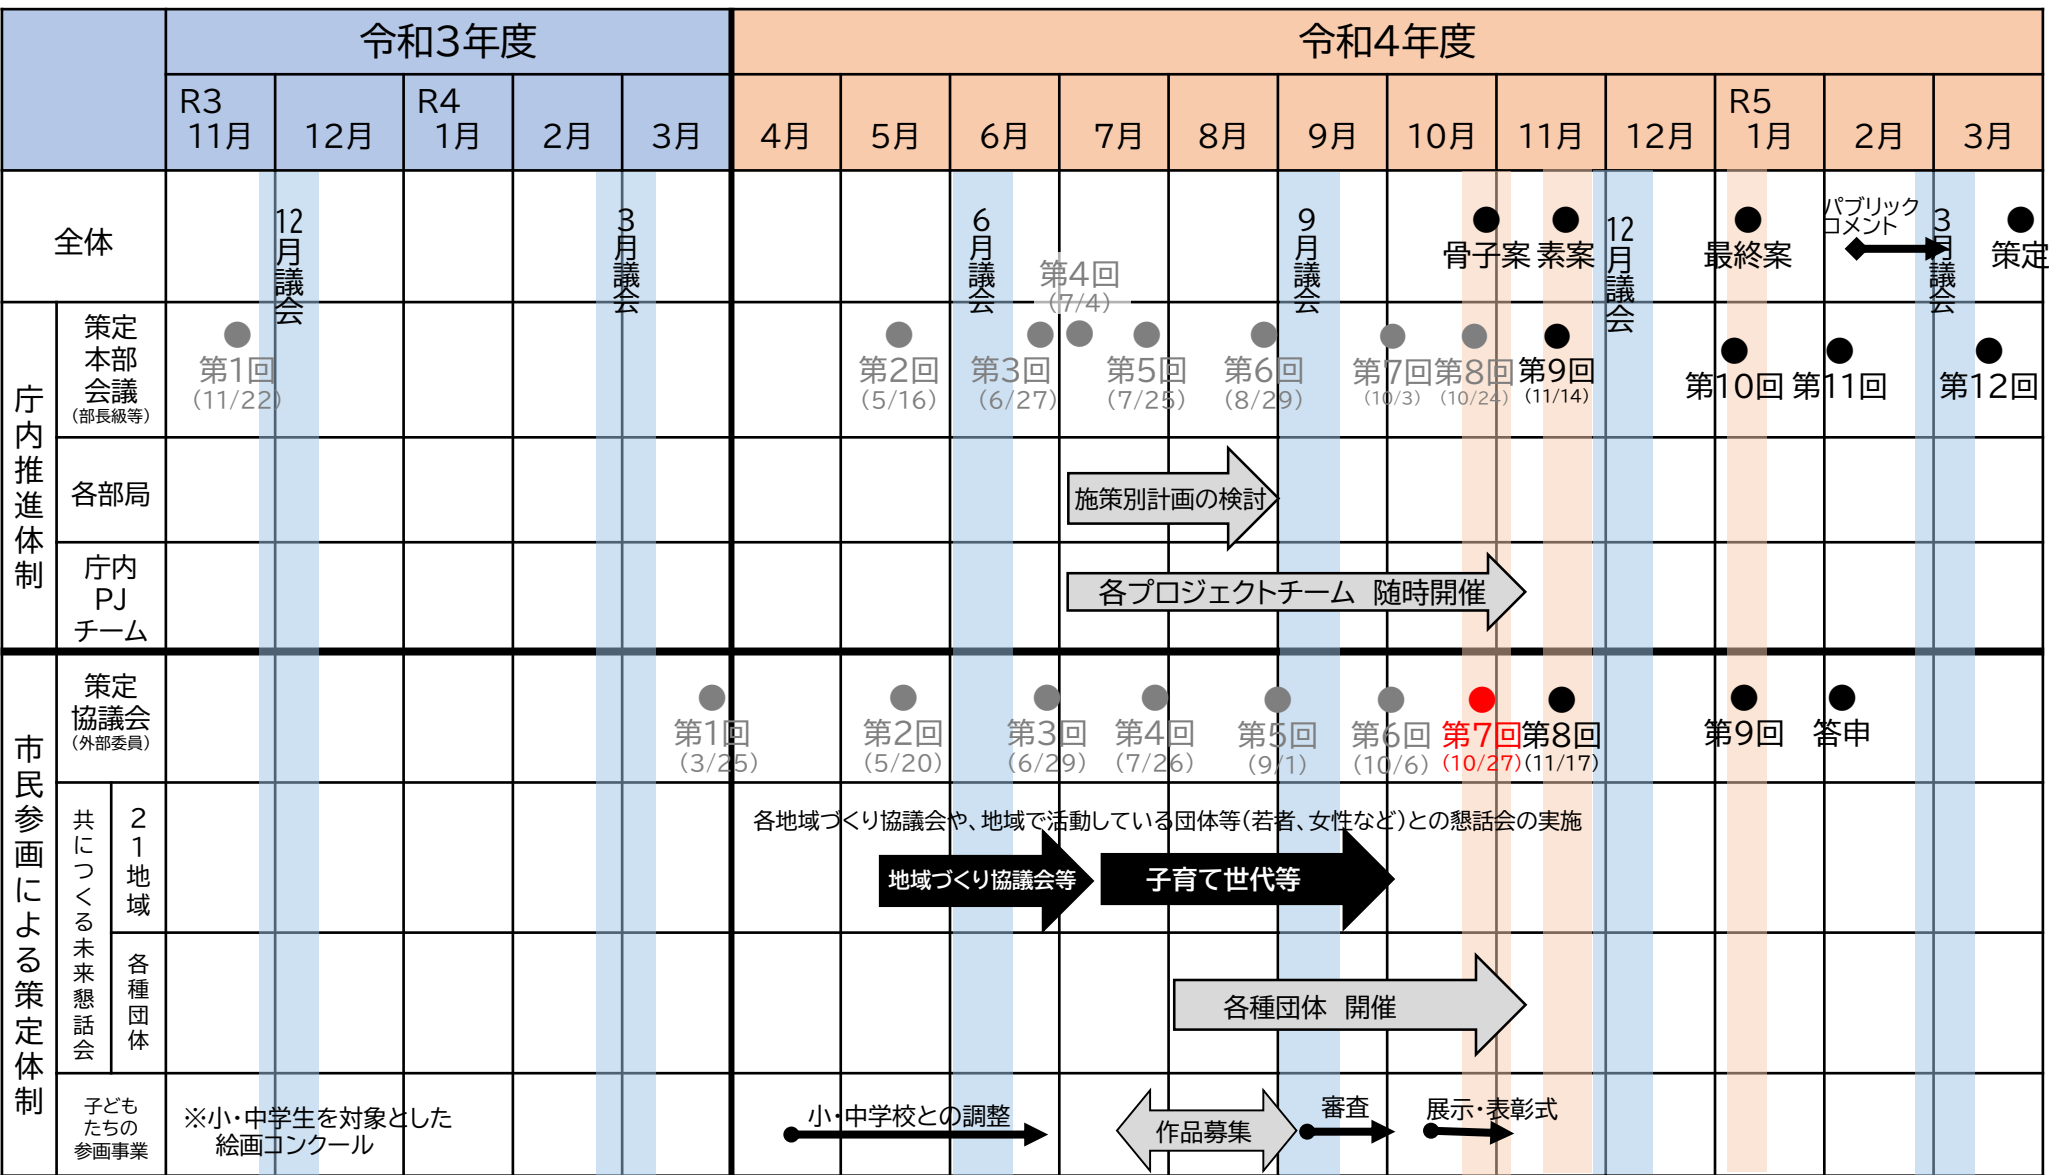 令和3年度
令和4年度
R3
11月
12月
R4
1月
2月
3月
4月
5月
6月
7月
8月
9月
10月
11月
12月
R5
1月
2月
3月
全体
12月議会
3月議会
6月議会
9月議会
骨子案
素案
12月議会
最終案
パブリック
コメント
3月議会
策定
庁内推進体制
策定
本部
会議
(部長級等)
第1回
(11/22)
第2回
(5/16)
第3回
(6/27)
第4回
(7/4)
第5回
(7/25)
第6回
(8/29)
第7回
(10/3)
第8回
(10/24)
第9回
(11/14)
第10回
第11回
第12回
各部局
施策別計画の検討
庁内
PJ
チーム
各プロジェクトチーム 随時開催
市民参画による策定体制
策定
協議会
(外部委員)
第1回
(3/25)
第2回
(5/20)
第3回
(6/29)
第4回
(7/26)
第5回
(9/1)
第6回
(10/6)
第7回
(10/27)
第8回
(11/17)
第9回
答申
共につくる未来懇話会
21地域
各地域づくり協議会や、地域で活動している団体等(若者、女性など)との懇話会の実施
地域づくり協議会等
子育て世代等
各種団体
各種団体 開催
子ども
たちの
参画事業
※小・中学生を対象とした
絵画コンクール
小・中学校との調整
作品募集
審査
展示・表彰式